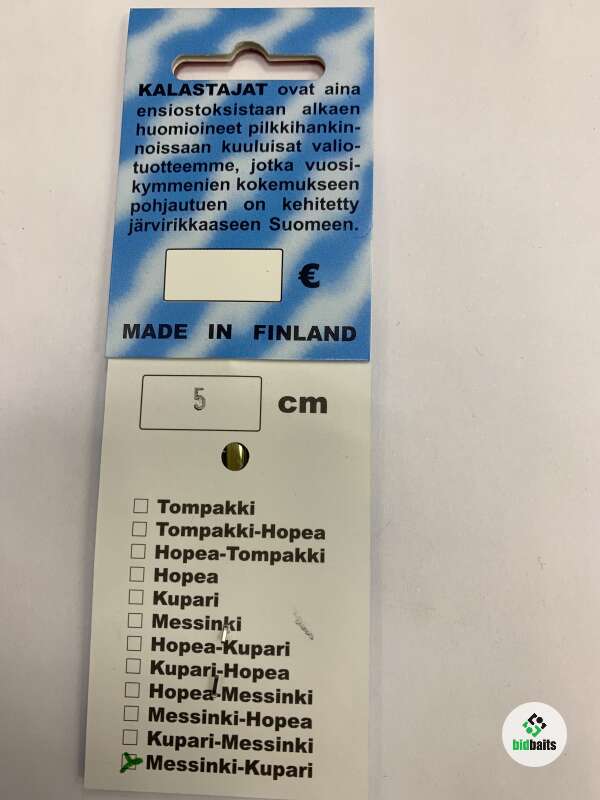 KALASTAJAT ovat aina
ensiostoksistaan alkaen
huomioineet pilkkihankin-
noissaan kuuluisat valio-
tuotteemme, jotka vuosi-
kymmenien kokemukseen
pohjautuen on kehitetty
järvirikkaaseen Suomeen.
€
MADE IN FINLAND
5 cm
Tompakki
Tompakki-Hopea
Hopea-Tompakki
Hopea
Kupari
Messinki
Hopea-Kupari
Kupari-Hopea
Hopea-Messinki
Messinki-Hopea
Kupari-Messinki
Messinki-Kupari
bidbaits